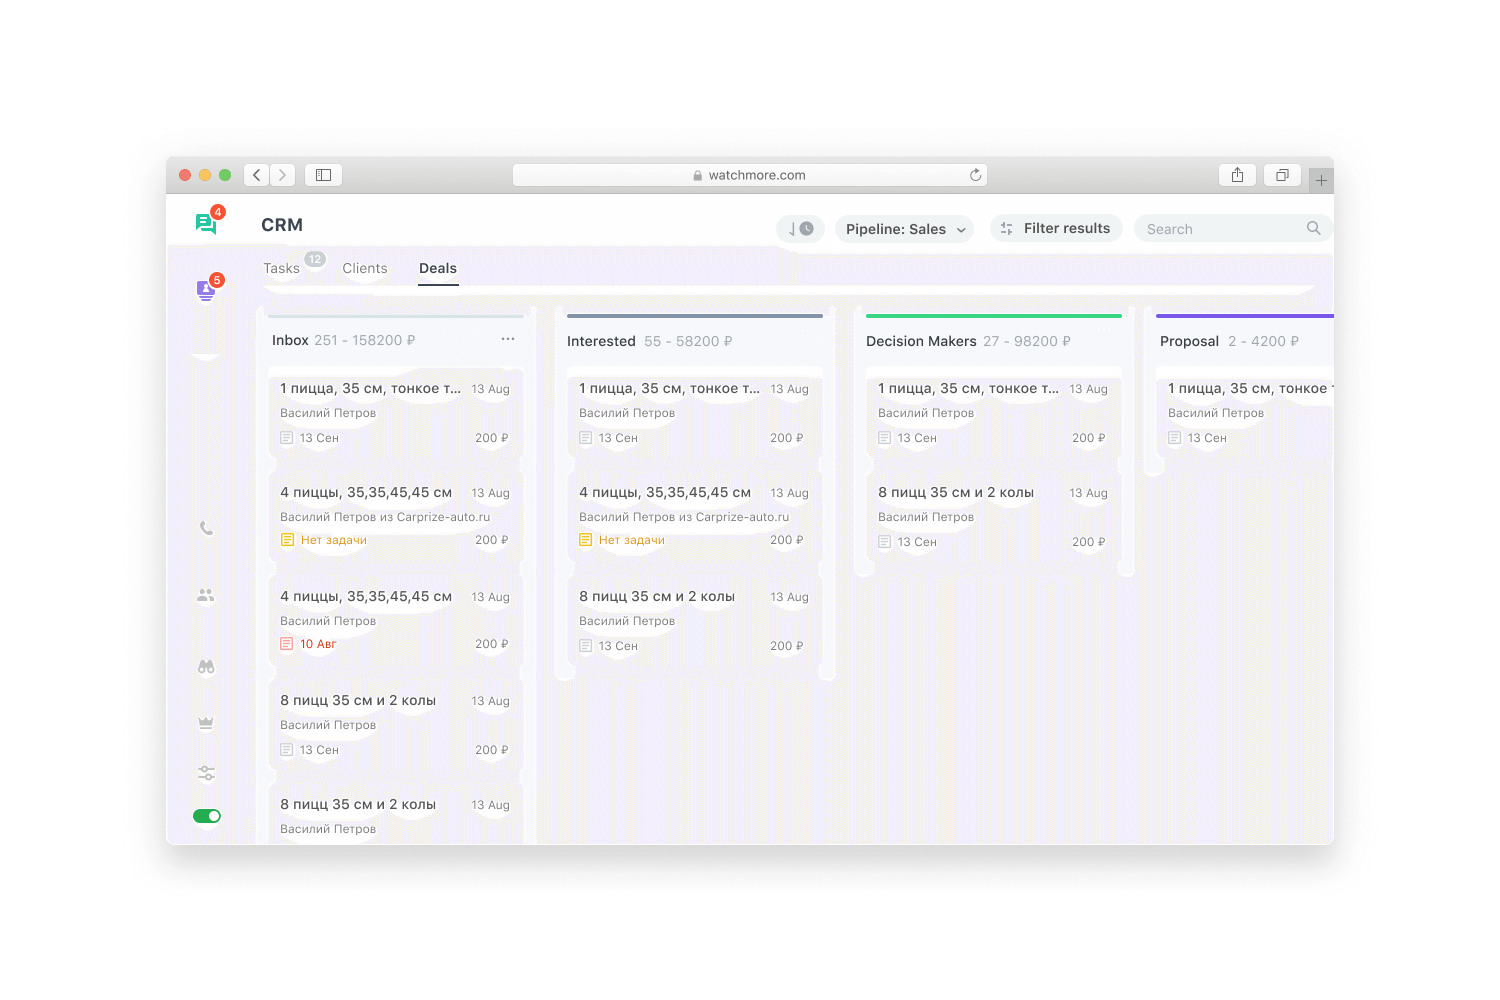 watchmore.com
4
CRM
Pipeline: Sales
Filter results
Search
5
Tasks 12 Clients Deals
Inbox 251 - 158200 ₽
1 пицца, 35 см, тонкое т... 13 Aug
Василий Петров
13 Сен 200 ₽
4 пиццы, 35,35,45,45 см 13 Aug
Василий Петров из Carprize-auto.ru
Нет задачи 200 ₽
4 пиццы, 35,35,45,45 см 13 Aug
Василий Петров
10 Авг 200 ₽
8 пицц 35 см и 2 колы 13 Aug
Василий Петров
13 Сен 200 ₽
8 пицц 35 см и 2 колы 13 Aug
Василий Петров
Interested 55 - 58200 ₽
1 пицца, 35 см, тонкое т... 13 Aug
Василий Петров
13 Сен 200 ₽
4 пиццы, 35,35,45,45 см 13 Aug
Василий Петров из Carprize-auto.ru
Нет задачи 200 ₽
8 пицц 35 см и 2 колы 13 Aug
Василий Петров
13 Сен 200 ₽
Decision Makers 27 - 98200 ₽
1 пицца, 35 см, тонкое т... 13 Aug
Василий Петров
13 Сен 200 ₽
8 пицц 35 см и 2 колы 13 Aug
Василий Петров
13 Сен 200 ₽
Proposal 2 - 4200 ₽
1 пицца, 35 см, тонкое
Василий Петров
13 Сен